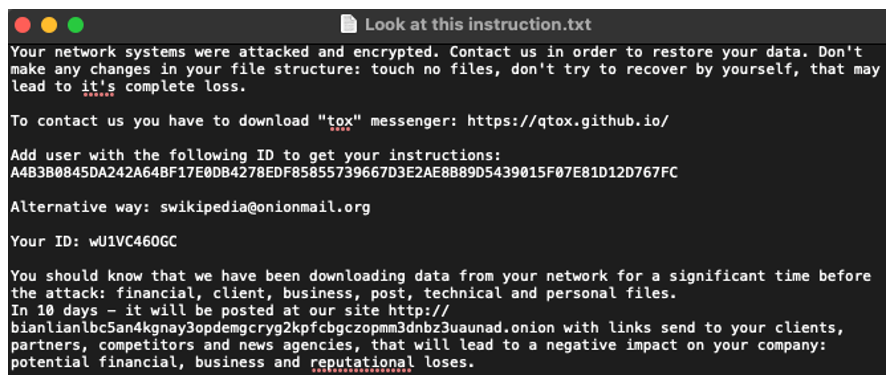 Look at this instruction.txt
Your network systems were attacked and encrypted. Contact us in order to restore your data. Don't
make any changes in your file structure: touch no files, don't try to recover by yourself, that may
lead to it's complete loss.
To contact us you have to download "tox" messenger: https://qtox.github.io/
Add user with the following ID to get your instructions:
A4B3B0845DA242A64BF17E0DB4278EDF85855739667D3E2AE8B89D5439015F07E81D12D767FC
Alternative way: swikipedia@onionmail.org
Your ID: wU1VC46OGC
You should know that we have been downloading data from your network for a significant time before
the attack: financial, client, business, post, technical and personal files.
In 10 days - it will be posted at our site http://
bianlianlbc5an4kgnay3opdemgcryg2kpfcbgczopmm3dnbz3uaunad.onion with links send to your clients,
partners, competitors and news agencies, that will lead to a negative impact on your company:
potential financial, business and reputational loses.